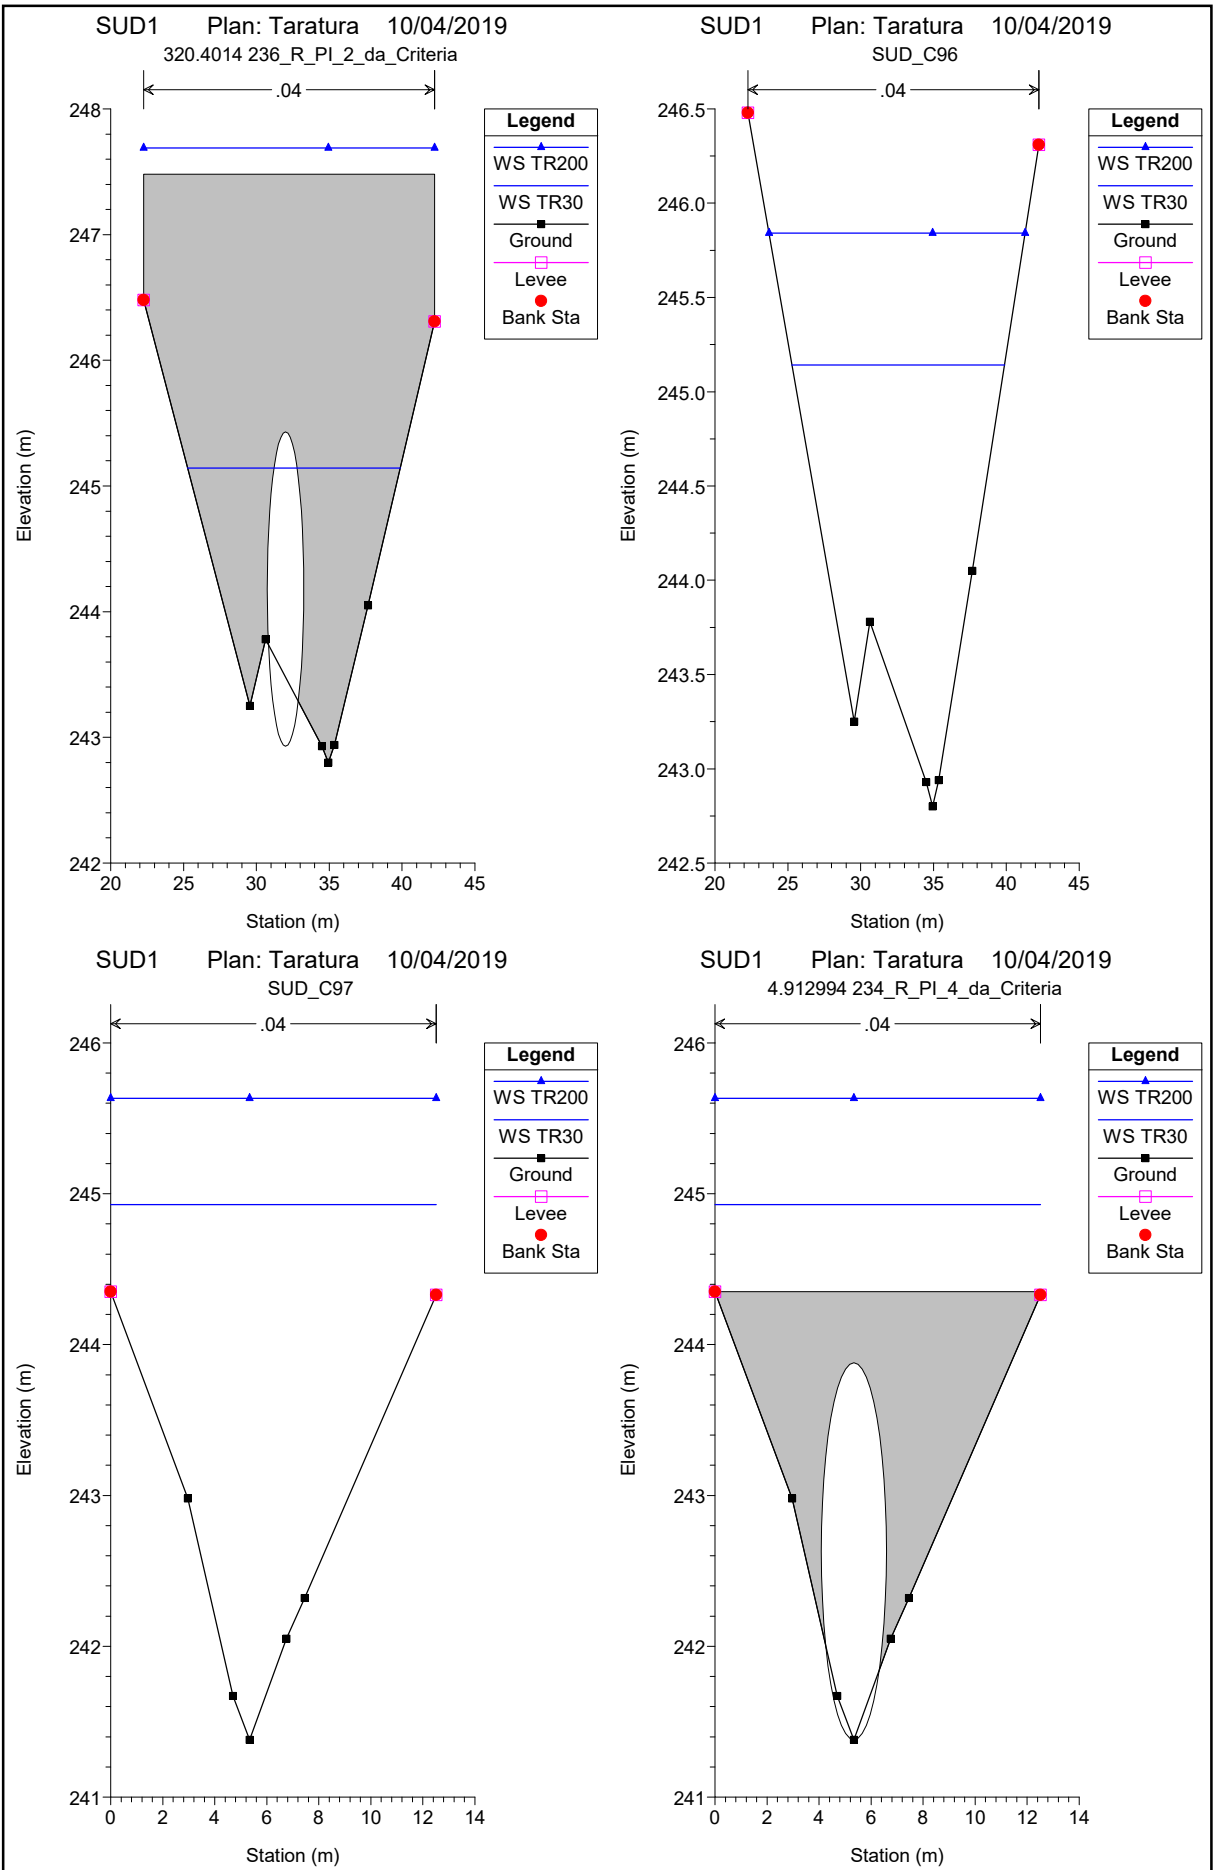 SUD1 Plan: Taratura 10/04/2019
320.4014 236_R_PI_2_da_Criteria
.04
248
247
246
245
244
243
242
20 25 30 35 40 45
Station (m)
Elevation (m)
Legend
WS TR200
WS TR30
Ground
Levee
Bank Sta
SUD1 Plan: Taratura 10/04/2019
SUD_C96
.04
246.5
246.0
245.5
245.0
244.5
244.0
243.5
243.0
242.5
20 25 30 35 40 45
Station (m)
Elevation (m)
Legend
WS TR200
WS TR30
Ground
Levee
Bank Sta
SUD1 Plan: Taratura 10/04/2019
SUD_C97
.04
246
245
244
243
242
241
0 2 4 6 8 10 12 14
Station (m)
Elevation (m)
Legend
WS TR200
WS TR30
Ground
Levee
Bank Sta
SUD1 Plan: Taratura 10/04/2019
4.912994 234_R_PI_4_da_Criteria
.04
246
245
244
243
242
241
0 2 4 6 8 10 12 14
Station (m)
Elevation (m)
Legend
WS TR200
WS TR30
Ground
Levee
Bank Sta